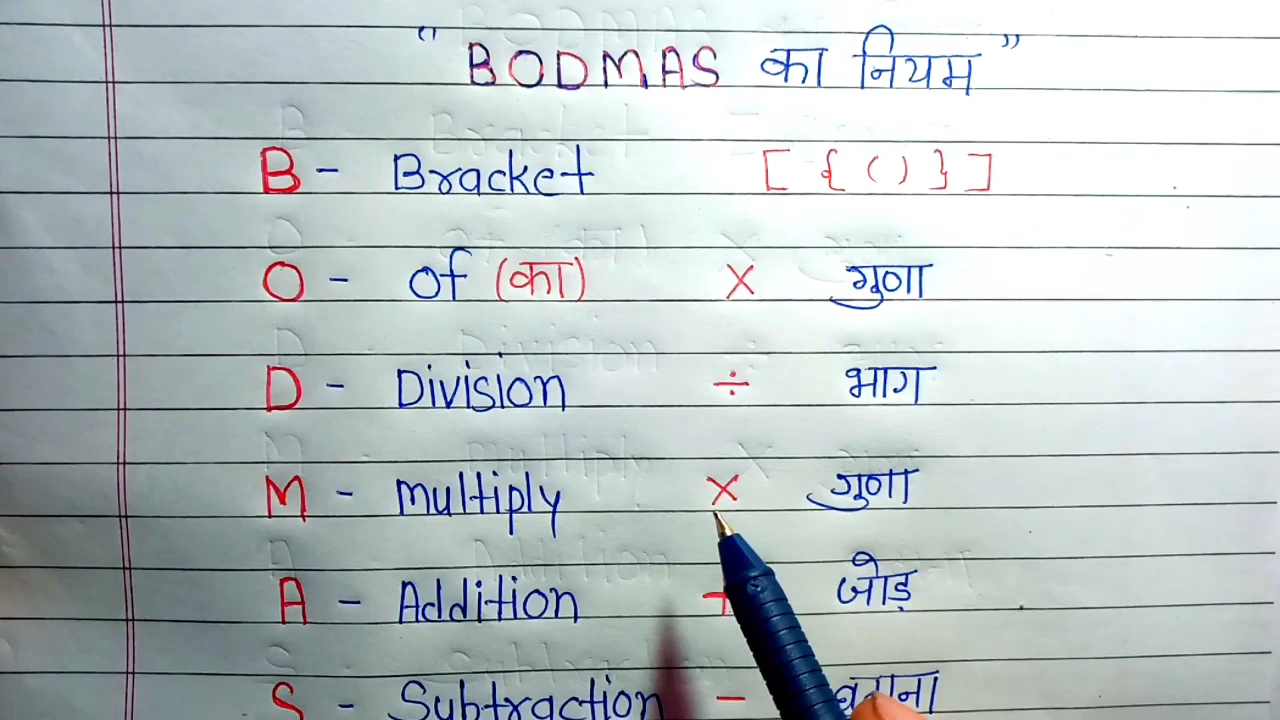 " BODMAS का नियम "
B - Bracket [ { ( ) } ]
O - of (का) × गुणा
D - Division ÷ भाग
M - multiply × गुणा
A - Addition + जोड़
S - Subtraction -